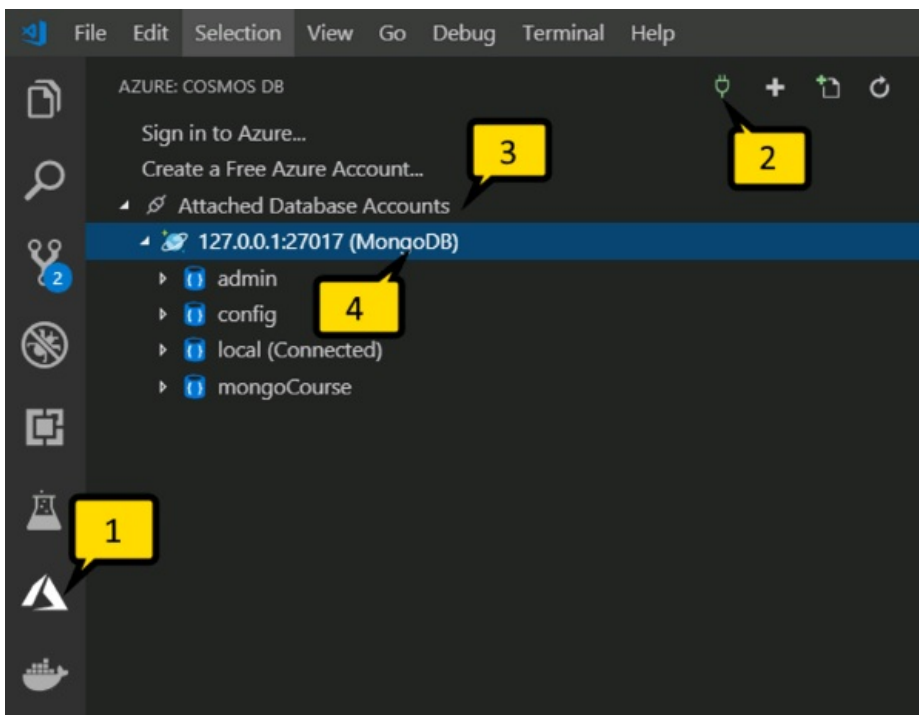 File Edit Selection View Go Debug Terminal Help
AZURE: COSMOS DB
Sign in to Azure...
Create a Free Azure Account...
3
2
Attached Database Accounts
127.0.0.1:27017 (MongoDB)
2
admin
4
config
local (Connected)
mongoCourse
1